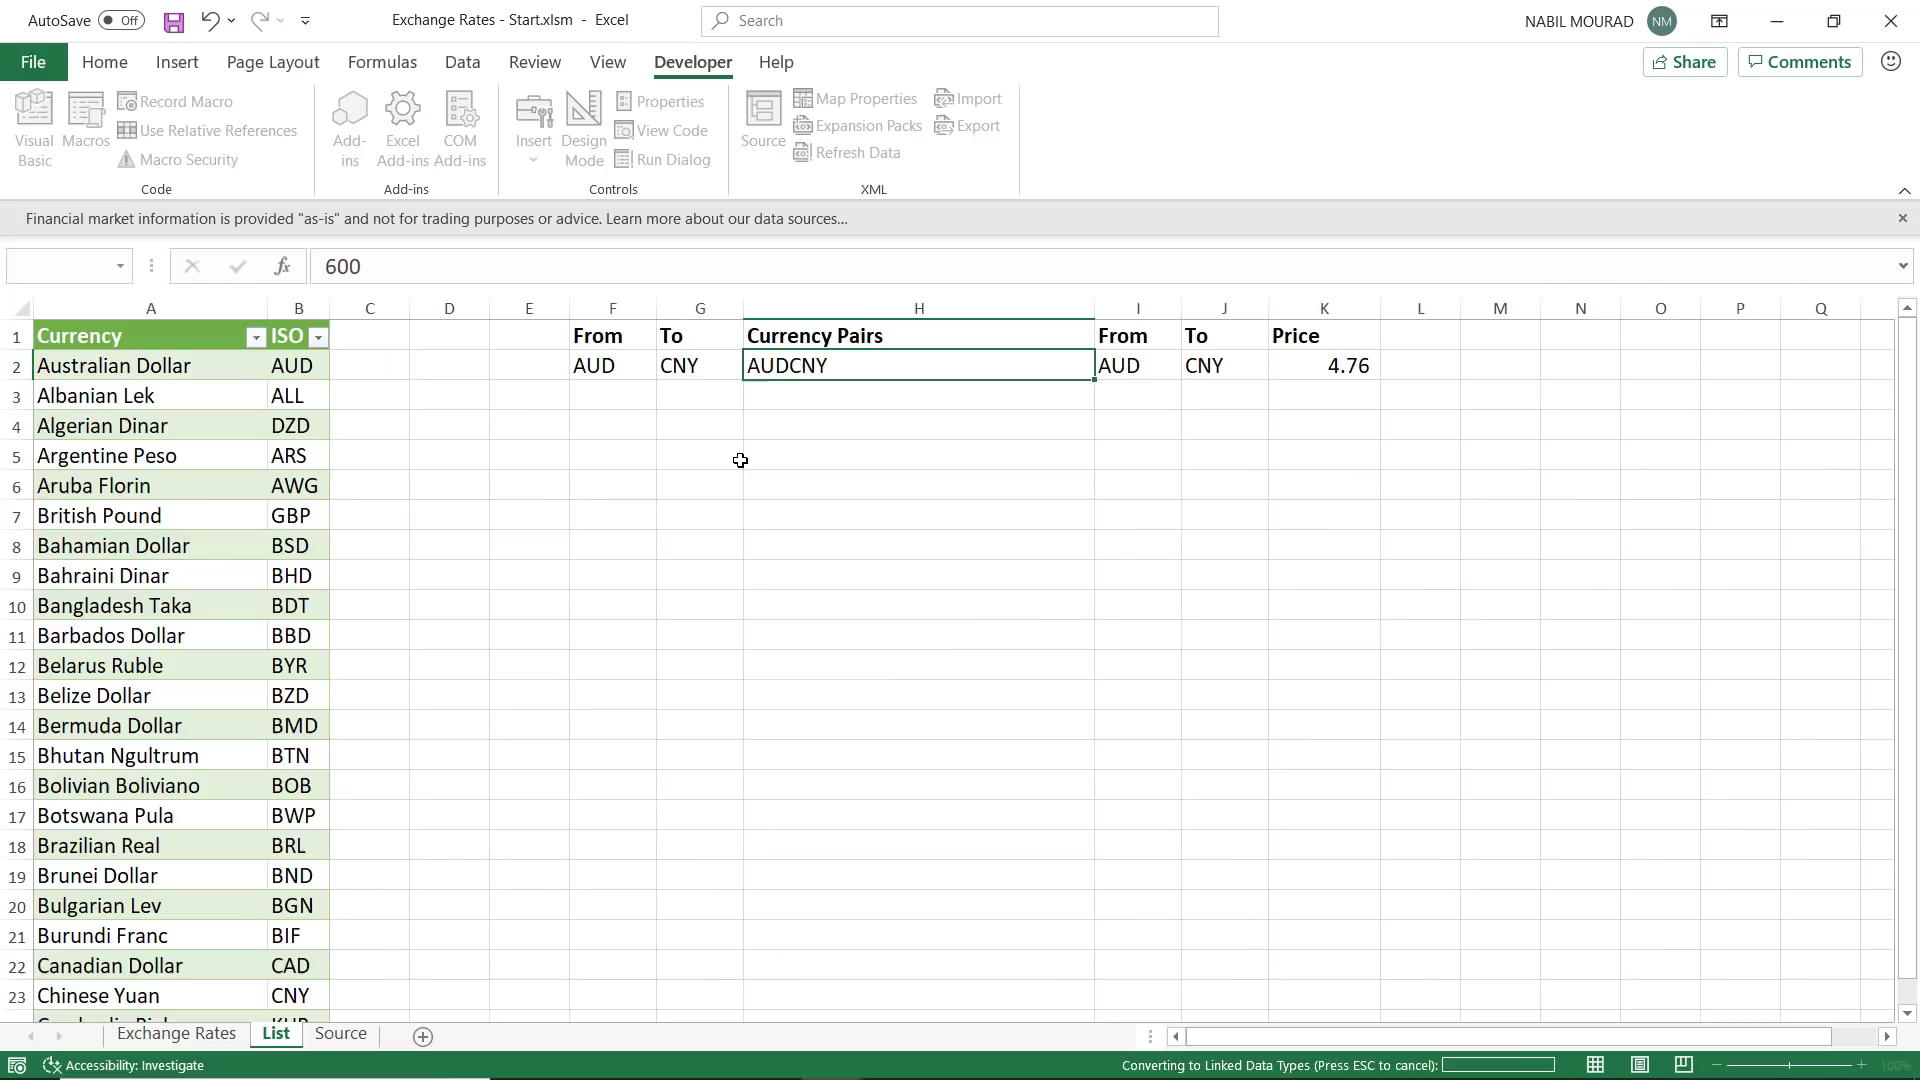 AutoSave Off
Exchange Rates - Start.xlsm - Excel
Search
NABIL MOURAD NM
File Home Insert Page Layout Formulas Data Review View Developer Help
Share Comments
Visual Basic
Macros
Record Macro
Use Relative References
Macro Security
Code
Add-ins
Excel Add-ins
COM Add-ins
Add-ins
Insert
Design Mode
Properties
View Code
Run Dialog
Controls
Source
Map Properties
Expansion Packs
Refresh Data
Import
Export
XML
Financial market information is provided "as-is" and not for trading purposes or advice. Learn more about our data sources...
fx 600
A B C D E F G H I J K L M N O P Q
1 Currency ISO From To Currency Pairs From To Price
2 Australian Dollar AUD AUD CNY AUDCNY AUD CNY 4.76
3 Albanian Lek ALL
4 Algerian Dinar DZD
5 Argentine Peso ARS
6 Aruba Florin AWG
7 British Pound GBP
8 Bahamian Dollar BSD
9 Bahraini Dinar BHD
10 Bangladesh Taka BDT
11 Barbados Dollar BBD
12 Belarus Ruble BYR
13 Belize Dollar BZD
14 Bermuda Dollar BMD
15 Bhutan Ngultrum BTN
16 Bolivian Boliviano BOB
17 Botswana Pula BWP
18 Brazilian Real BRL
19 Brunei Dollar BND
20 Bulgarian Lev BGN
21 Burundi Franc BIF
22 Canadian Dollar CAD
23 Chinese Yuan CNY
Exchange Rates List Source
Accessibility: Investigate
Converting to Linked Data Types (Press ESC to cancel):
100%